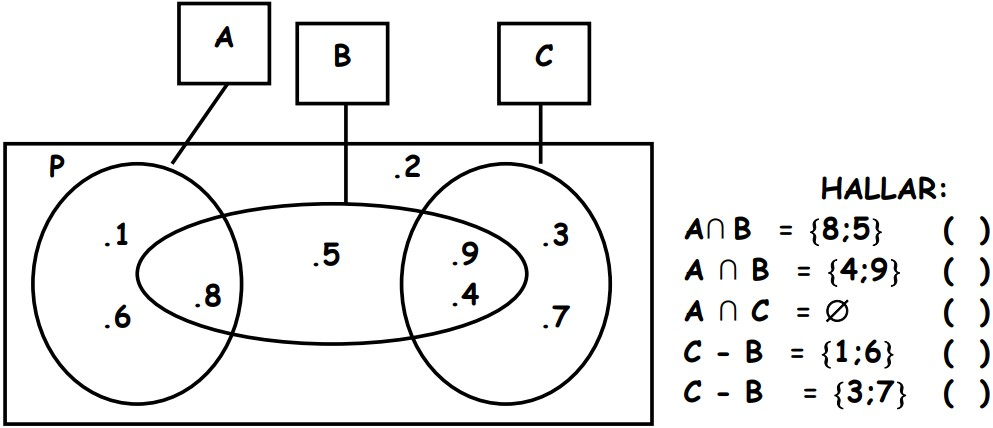 A
B
C
P
.2
.1
.5
.9
.3
.8
.4
.6
.7
HALLAR:
A∩ B = {8;5} ( )
A ∩ B = {4;9} ( )
A ∩ C = ∅ ( )
C - B = {1;6} ( )
C - B = {3;7} ( )